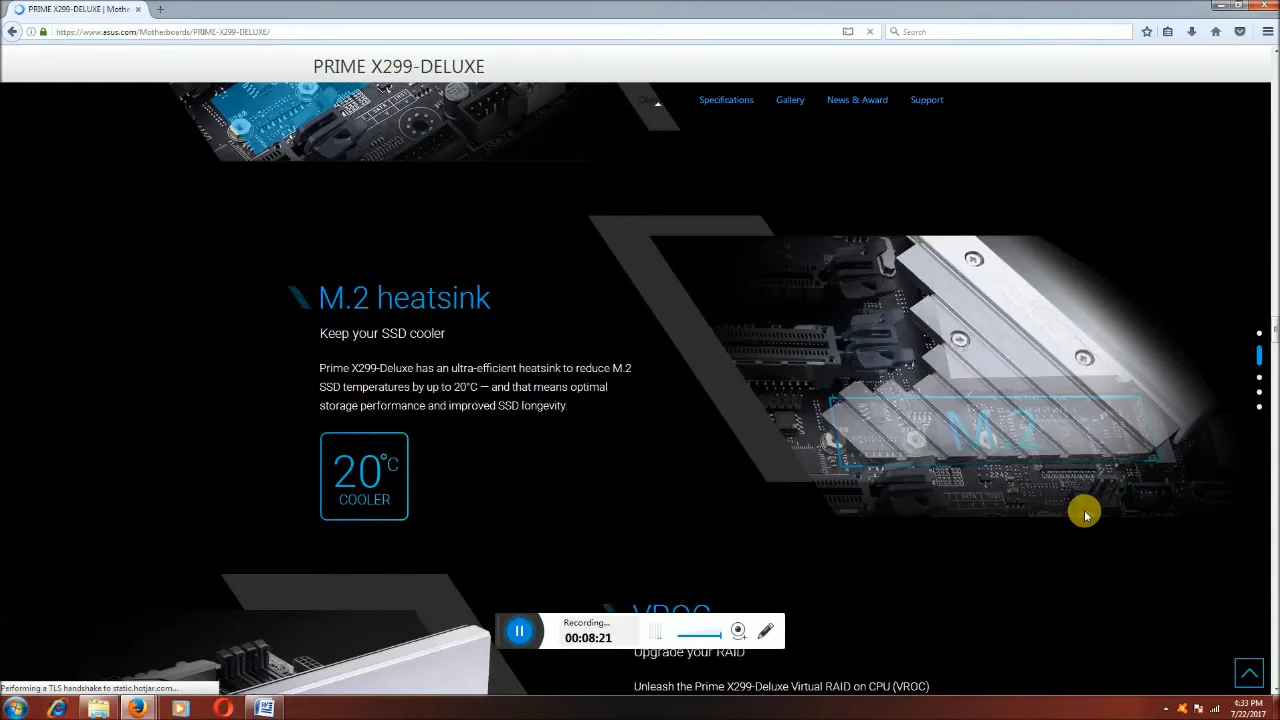 PRIME X299-DELUXE | Mothe
https://www.asus.com/Motherboards/PRIME-X299-DELUXE/
Search
PRIME X299-DELUXE
Specifications
Gallery
News & Award
Support
M.2 heatsink
Keep your SSD cooler
Prime X299-Deluxe has an ultra-efficient heatsink to reduce M.2
SSD temperatures by up to 20°C — and that means optimal
storage performance and improved SSD longevity.
20°C
COOLER
M.2
VROC
Upgrade your RAID
Unleash the Prime X299-Deluxe Virtual RAID on CPU (VROC)
Recording...
00:08:21
Performing a TLS handshake to static.hotjar.com...
4:33 PM
7/22/2017